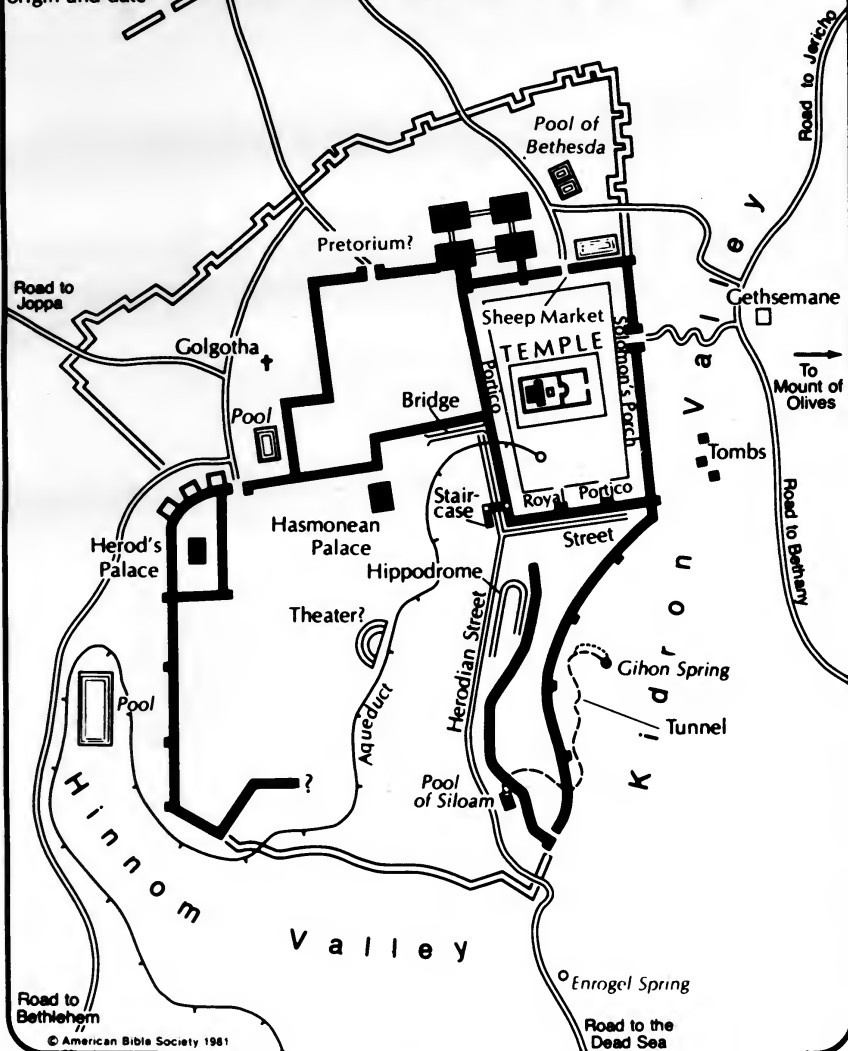 origin and date
Road to Jericho
Pool of
Bethesda
Pretorium?
Road to
Joppa
Gethsemane
Sheep Market
Golgotha
TEMPLE
Solomon's Porch
Portico
To
Mount of
Olives
Bridge
Pool
Tombs
Stair-
case
Royal Portico
Hasmonean
Palace
Street
Herod's
Palace
Hippodrome
Road to Bethany
Theater?
Herodian Street
Gihon Spring
Aqueduct
Pool
Tunnel
Kidron Valley
?
Pool
of Siloam
Hinnom
Valley
Enrogel Spring
Road to
Bethlehem
Road to the
Dead Sea
© American Bible Society 1981